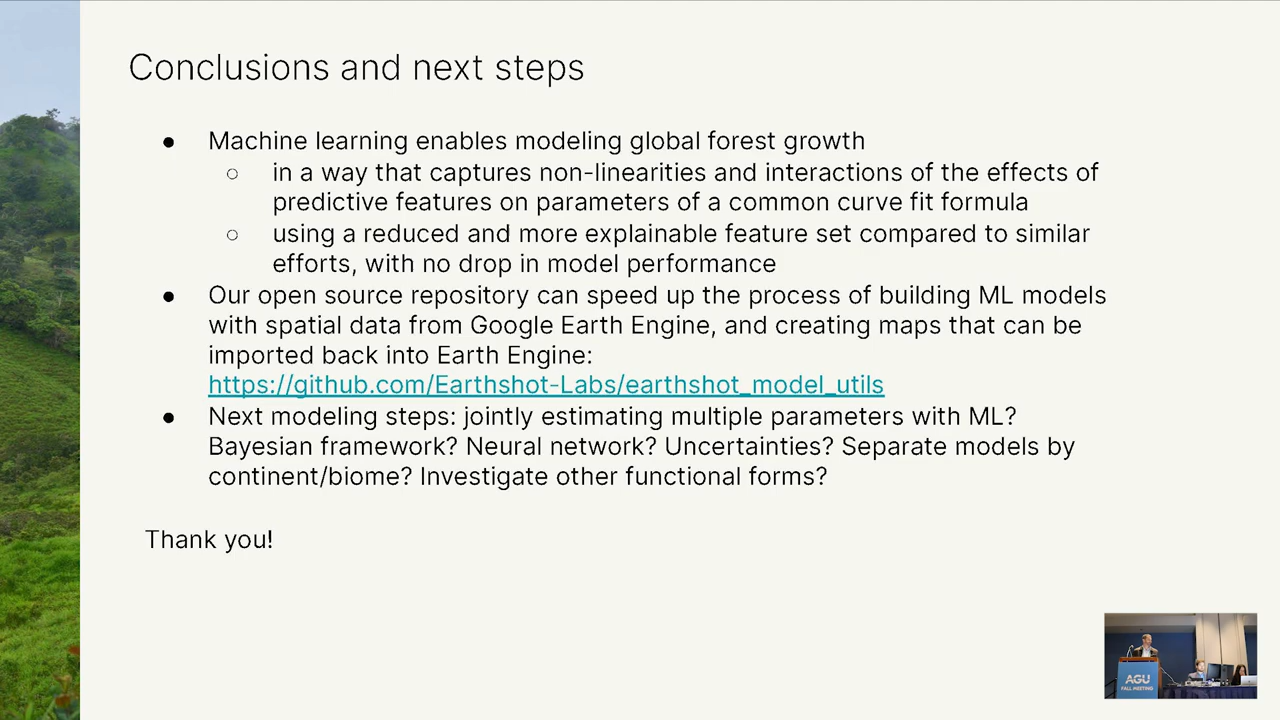 Conclusions and next steps
● Machine learning enables modeling global forest growth
○ in a way that captures non-linearities and interactions of the effects of
predictive features on parameters of a common curve fit formula
○ using a reduced and more explainable feature set compared to similar
efforts, with no drop in model performance
● Our open source repository can speed up the process of building ML models
with spatial data from Google Earth Engine, and creating maps that can be
imported back into Earth Engine:
https://github.com/Earthshot-Labs/earthshot_model_utils
● Next modeling steps: jointly estimating multiple parameters with ML?
Bayesian framework? Neural network? Uncertainties? Separate models by
continent/biome? Investigate other functional forms?
Thank you!
AGU
FALL MEETING